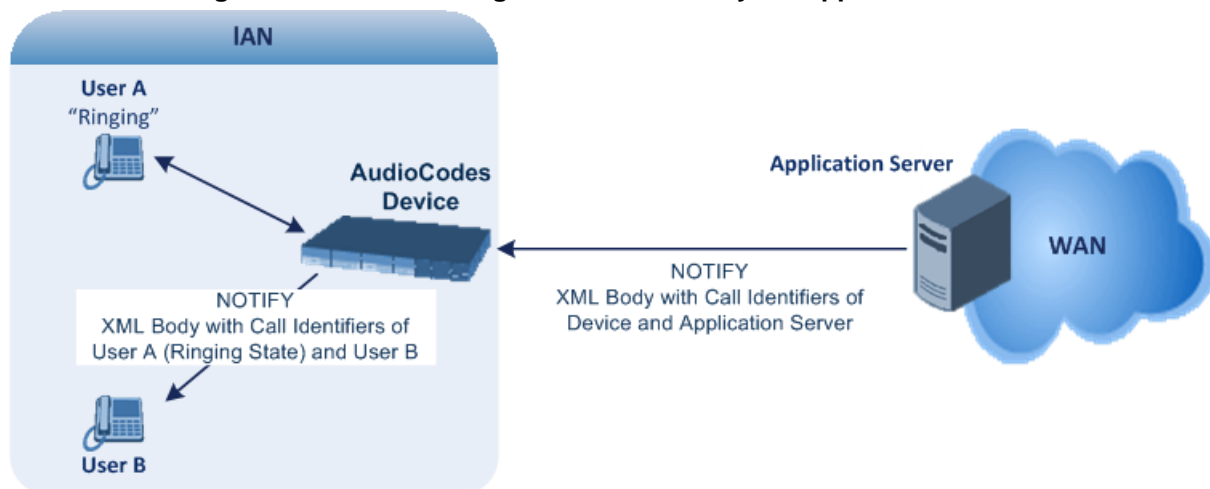 lAN
User A
“Ringing”
AudioCodes
Device
NOTIFY
XML Body with Call Identifiers of
User A (Ringing State) and User B
User B
Application Server
WAN
NOTIFY
XML Body with Call Identifiers of
Device and Application Server